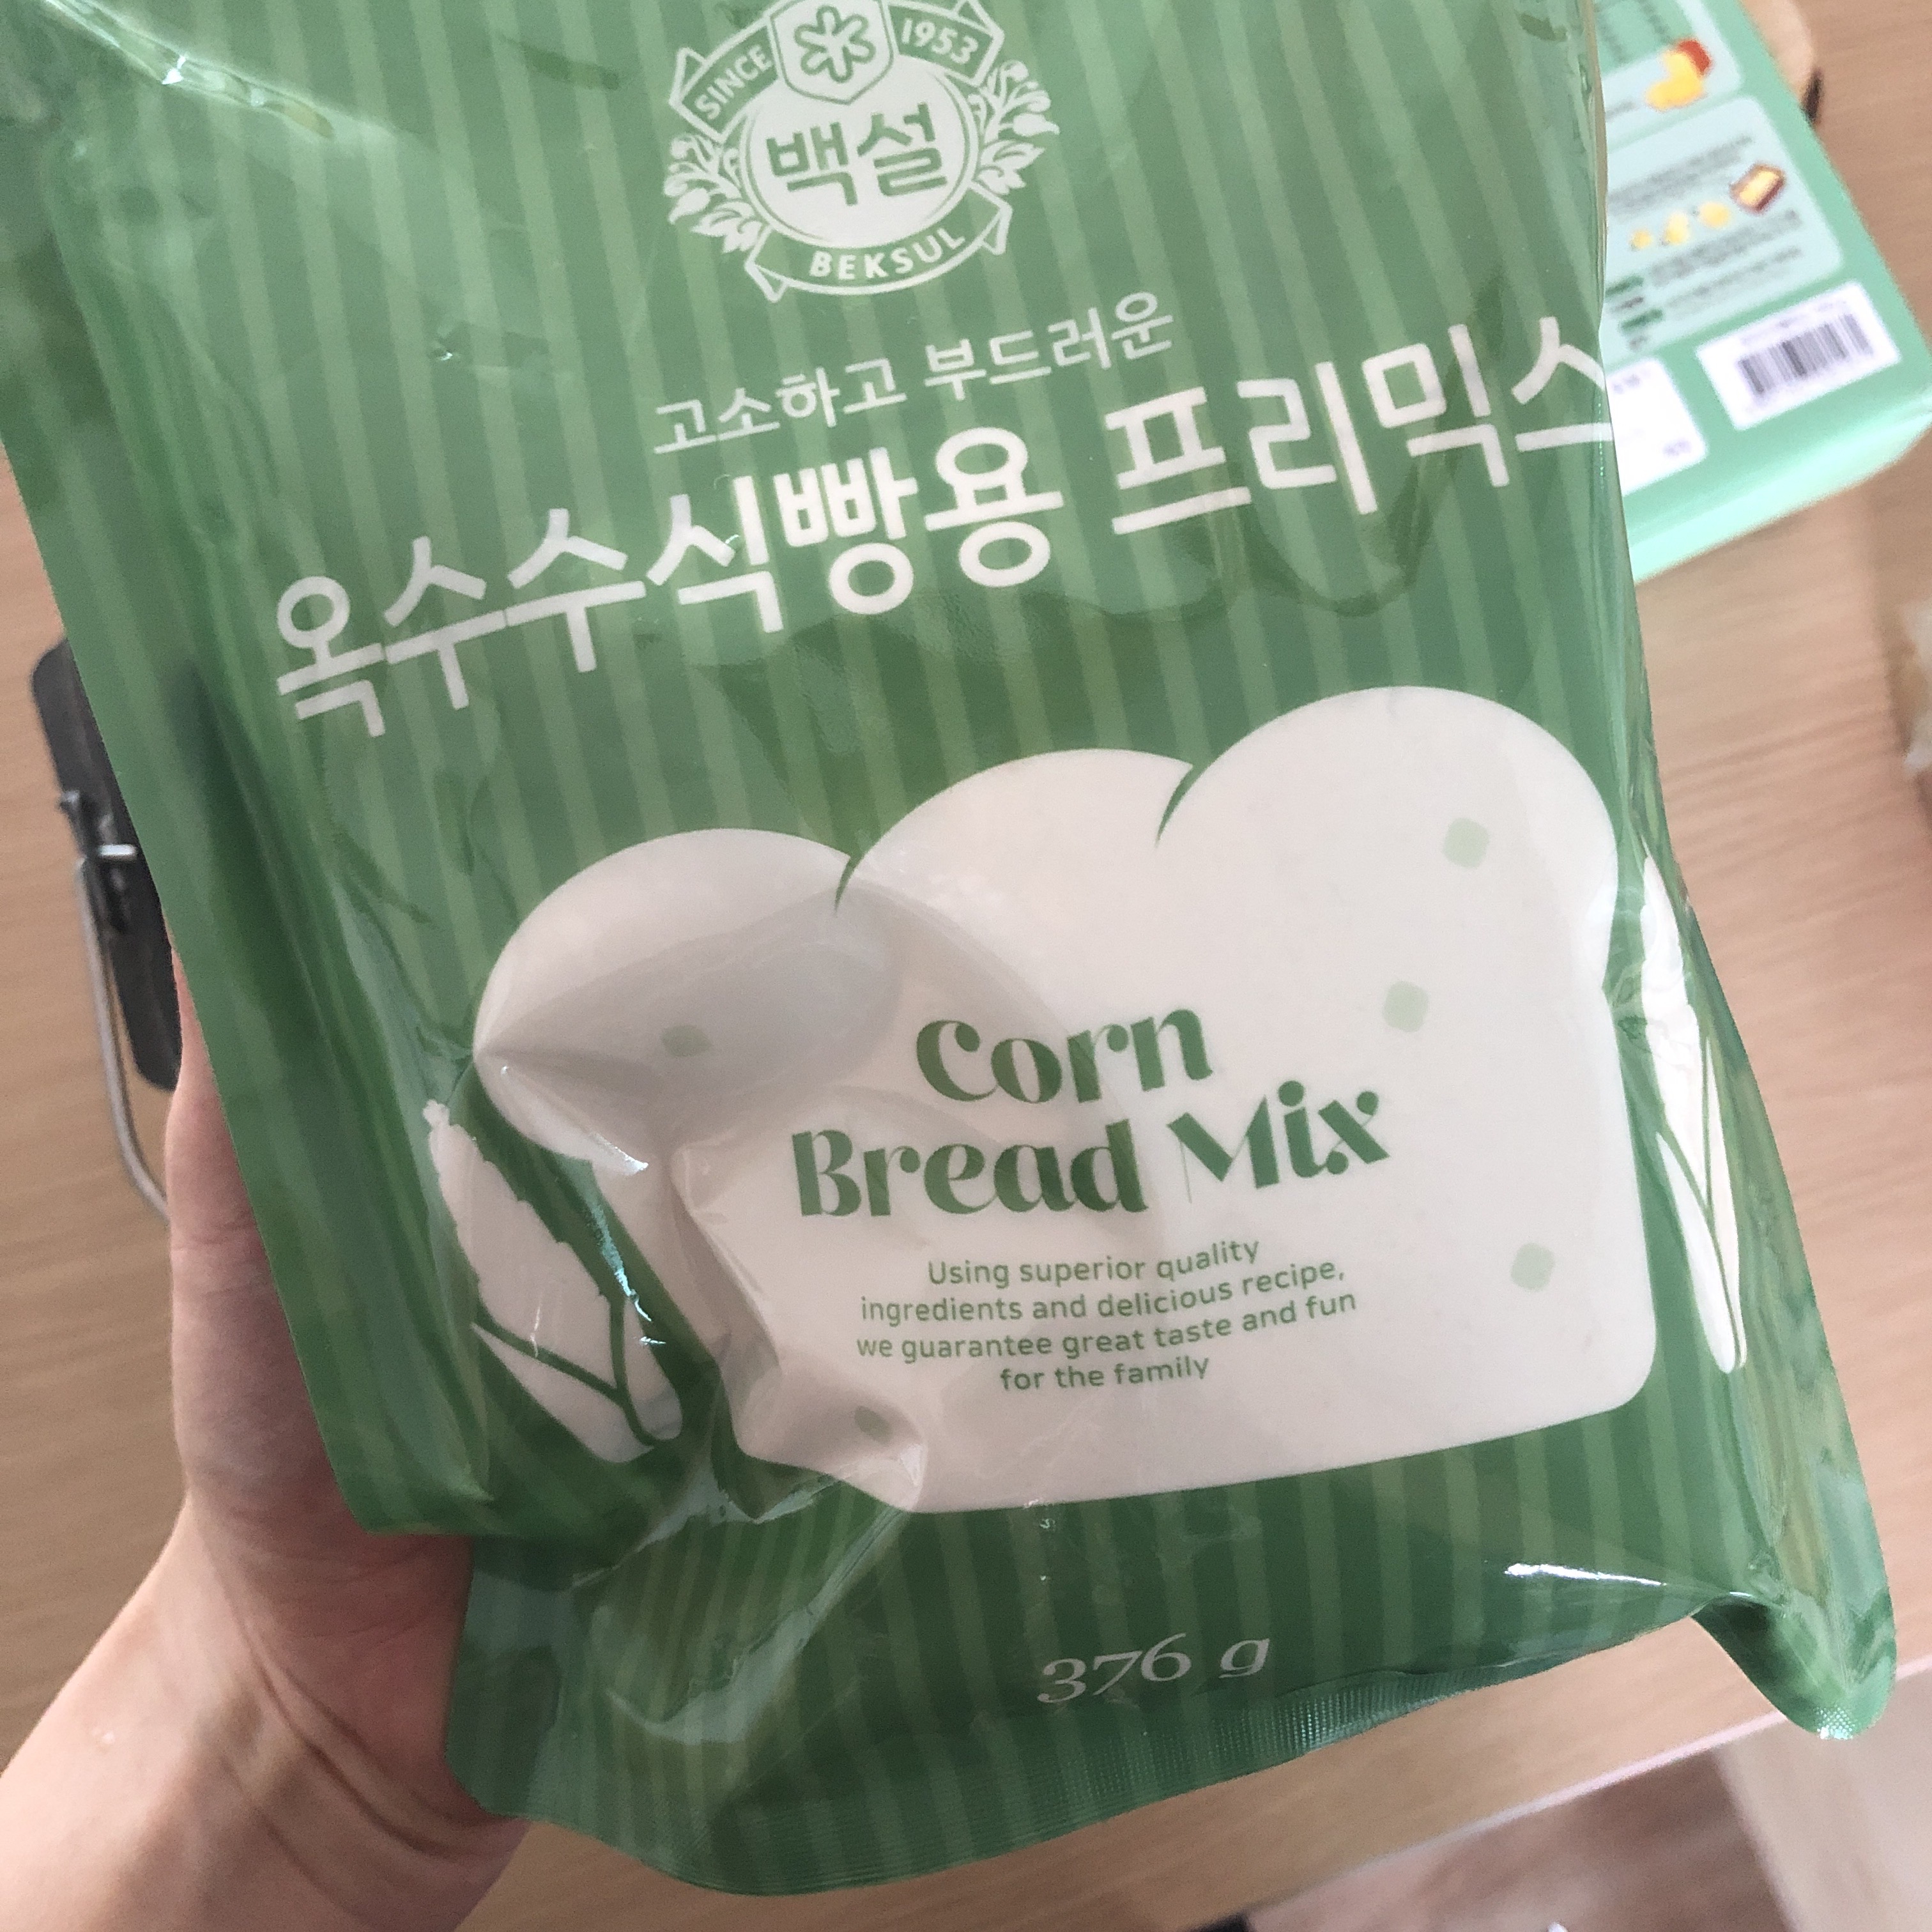 SINCE 1953
백설
BEKSUL
고소하고 부드러운
옥수수식빵용 프리믹스
Corn
Bread Mix
Using superior quality
ingredients and delicious recipe,
we guarantee great taste and fun
for the family
376 g